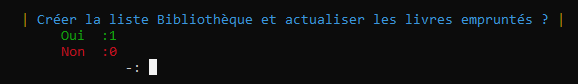 | Créer la liste Bibliothèque et actualiser les livres empruntés ? |
Oui :1
Non :0
-: